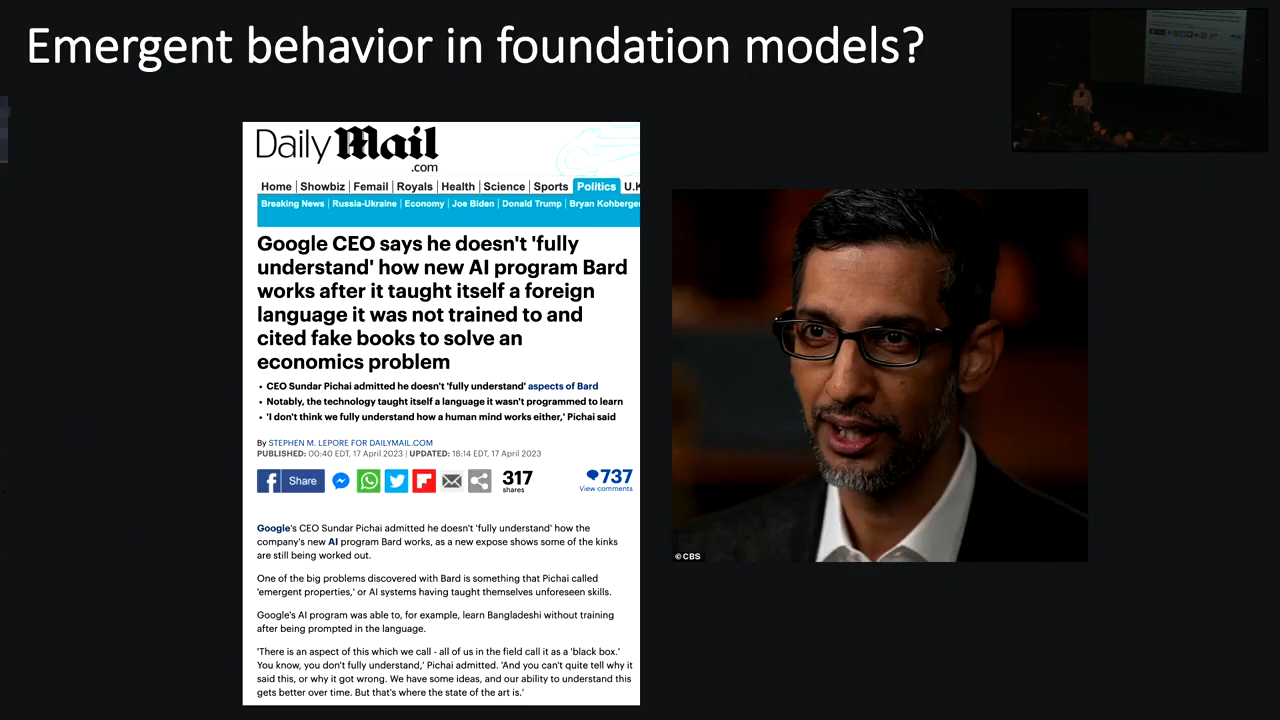 Emergent behavior in foundation models?
Daily Mail
.com
Home | Showbiz | Femail | Royals | Health | Science | Sports | Politics | U.K
Breaking News | Russia-Ukraine | Economy | Joe Biden | Donald Trump | Bryan Kohberger
Google CEO says he doesn't 'fully
understand' how new AI program Bard
works after it taught itself a foreign
language it was not trained to and
cited fake books to solve an
economics problem
• CEO Sundar Pichai admitted he doesn't 'fully understand' aspects of Bard
• Notably, the technology taught itself a language it wasn't programmed to learn
• 'I don't think we fully understand how a human mind works either,' Pichai said
By STEPHEN M. LEPORE FOR DAILYMAIL.COM
PUBLISHED: 00:40 EDT, 17 April 2023 | UPDATED: 18:14 EDT, 17 April 2023
f Share
317
shares
737
View comments
Google's CEO Sundar Pichai admitted he doesn't 'fully understand' how the
company's new AI program Bard works, as a new expose shows some of the kinks
are still being worked out.
One of the big problems discovered with Bard is something that Pichai called
'emergent properties,' or AI systems having taught themselves unforeseen skills.
Google's AI program was able to, for example, learn Bangladeshi without training
after being prompted in the language.
'There is an aspect of this which we call - all of us in the field call it as a 'black box.'
You know, you don't fully understand,' Pichai admitted. 'And you can't quite tell why it
said this, or why it got wrong. We have some ideas, and our ability to understand this
gets better over time. But that's where the state of the art is.'
© CBS